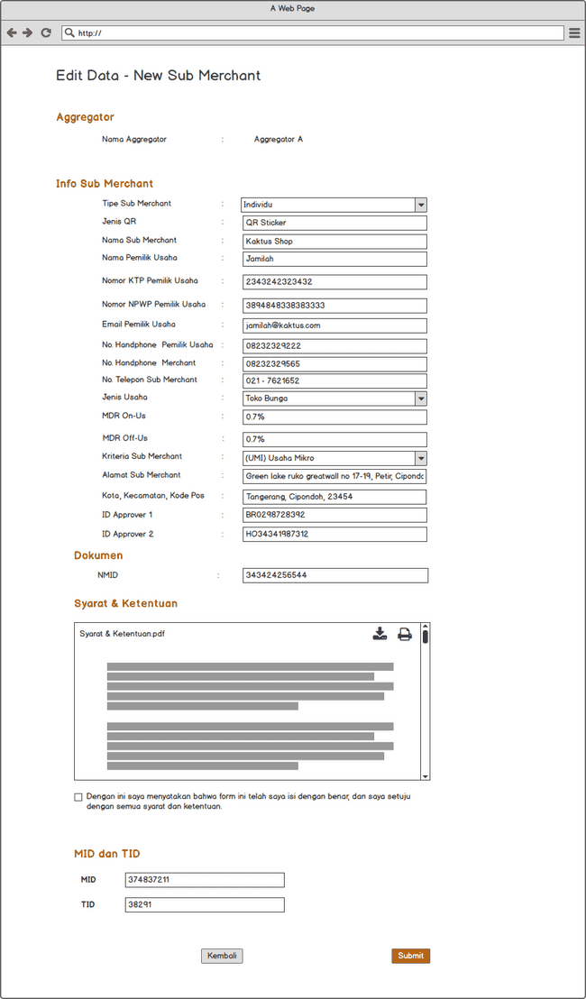 A Web Page
http://
Edit Data - New Sub Merchant
Aggregator
Nama Aggregator : Aggregator A
Info Sub Merchant
Tipe Sub Merchant : Individu
Jenis QR : QR Sticker
Nama Sub Merchant : Kaktus Shop
Nama Pemilik Usaha : Jamilah
Nomor KTP Pemilik Usaha : 2343242323432
Nomor NPWP Pemilik Usaha : 3894848338383333
Email Pemilik Usaha : jamilah@kaktus.com
No. Handphone Pemilik Usaha : 08232329222
No. Handphone Merchant : 08232329565
No. Telepon Sub Merchant : 021 - 7621652
Jenis Usaha : Toko Bunga
MDR On-Us : 0.7%
MDR Off-Us : 0.7%
Kriteria Sub Merchant : (UMI) Usaha Mikro
Alamat Sub Merchant : Green lake ruko greatwall no 17-19, Petir, Cipondo
Kota, Kecamatan, Kode Pos : Tangerang, Cipondoh, 23454
ID Approver 1 : BR0298728392
ID Approver 2 : HO34341987312
Dokumen
NMID : 343424256544
Syarat & Ketentuan
Syarat & Ketentuan.pdf
Dengan ini saya menyatakan bahwa form ini telah saya isi dengan benar, dan saya setuju
dengan semua syarat dan ketentuan.
MID dan TID
MID 374837211
TID 38291
Kembali Submit